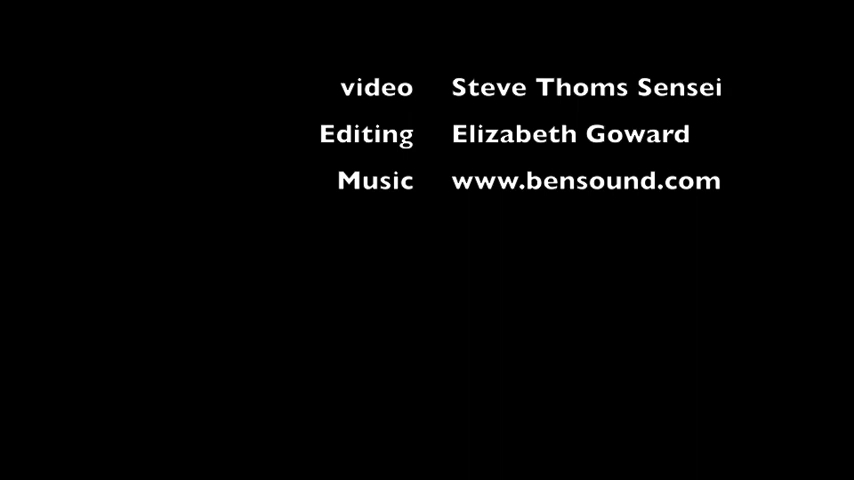 video Steve Thoms Sensei
Editing Elizabeth Goward
Music www.bensound.com